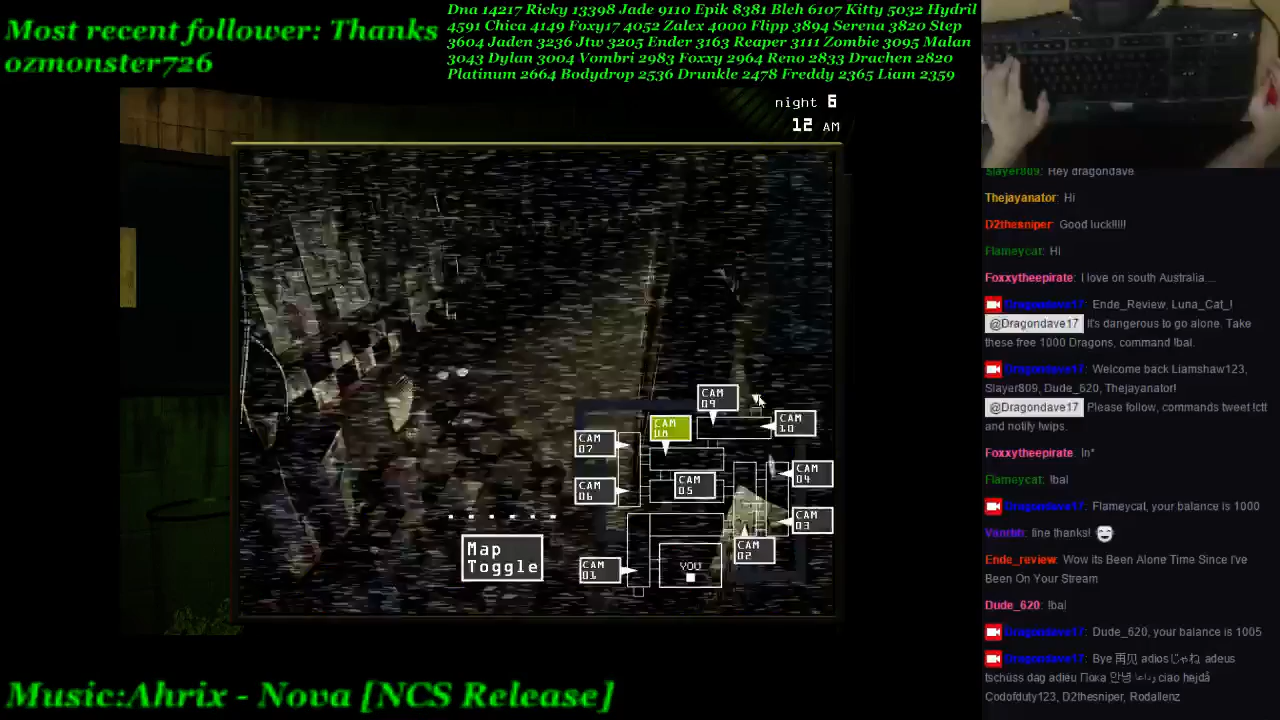 Most recent follower: Thanks
ozmonster726
Dna 14217 Ricky 13398 Jade 9110 Epik 8381 Bleh 6107 Kitty 5032 Hydril
4591 Chica 4149 Foxy17 4052 Zalex 4000 Flipp 3894 Serena 3820 Step
3604 Jaden 3236 Jtw 3205 Ender 3163 Reaper 3111 Zombie 3095 Malan
3043 Dylan 3004 Vombri 2983 Foxxy 2964 Reno 2833 Drachen 2820
Platinum 2664 Bodydrop 2536 Drunkle 2478 Freddy 2365 Liam 2359
night 6
12 AM
CAM 09
CAM 10
CAM 08
CAM 07
CAM 04
CAM 05
CAM 06
CAM 03
CAM 02
CAM 01
YOU
Map
Toggle
Slayer809: Hey dragondave
Thejayanator: Hi
D2thesniper: Good luck!!!!!
Flameycat: Hi
Foxxytheepirate: I love on south Australia....
Dragondave17: Ende_Review, Luna_Cat_!
@Dragondave17 It's dangerous to go alone. Take
these free 1000 Dragons, command !bal.
Dragondave17: Welcome back Liamshaw123,
Slayer809, Dude_620, Thejayanator!
@Dragondave17 Please follow, commands tweet !ctt
and notify !wips.
Foxxytheepirate: In*
Flameycat: !bal
Dragondave17: Flameycat, your balance is 1000
fine thanks!
Ende_review: Wow its Been Alone Time Since I've
Been On Your Stream
Dude_620: !bal
Dragondave17: Dude_620, your balance is 1005
Dragondave17: Bye 再见 adios じゃね adeus
tschüss dag adieu Пока 안녕 وداعا ciao hejdå
Codofduty123, D2thesniper, Rodallenz
Music:Ahrix - Nova [NCS Release]